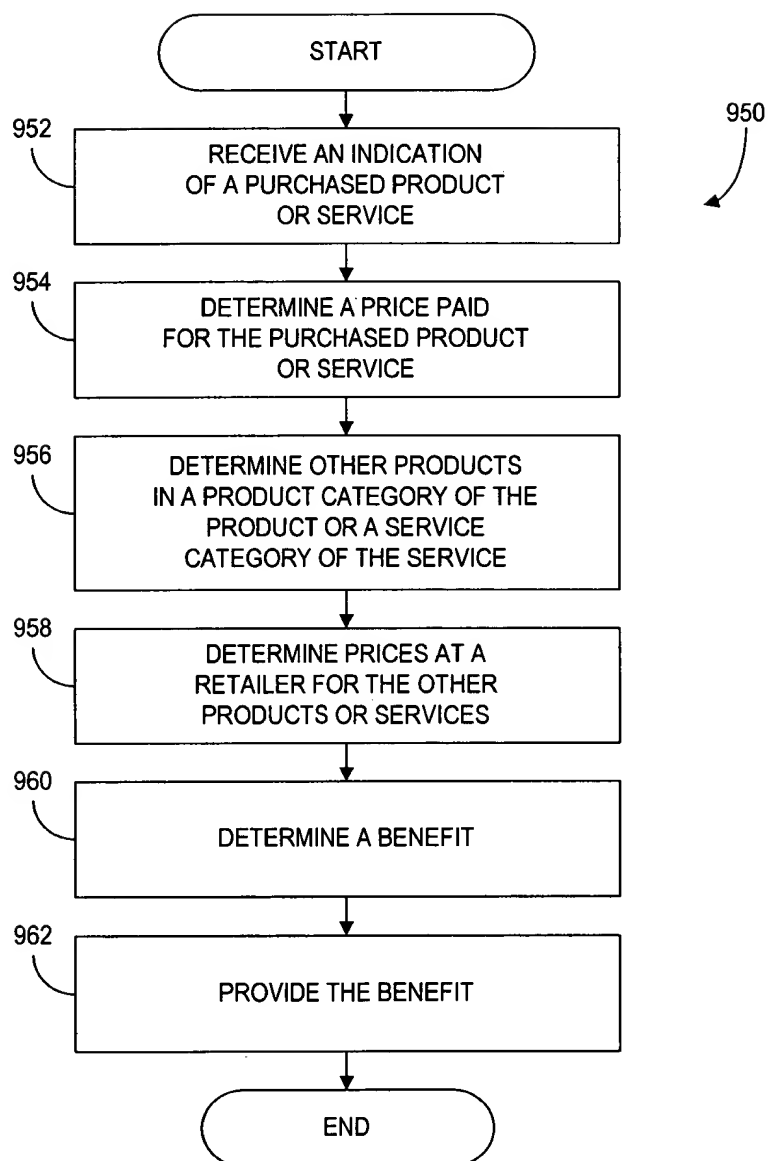 START
950
952
RECEIVE AN INDICATION
OF A PURCHASED PRODUCT
OR SERVICE
954
DETERMINE A PRICE PAID
FOR THE PURCHASED PRODUCT
OR SERVICE
956
DETERMINE OTHER PRODUCTS
IN A PRODUCT CATEGORY OF THE
PRODUCT OR A SERVICE
CATEGORY OF THE SERVICE
958
DETERMINE PRICES AT A
RETAILER FOR THE OTHER
PRODUCTS OR SERVICES
960
DETERMINE A BENEFIT
962
PROVIDE THE BENEFIT
END